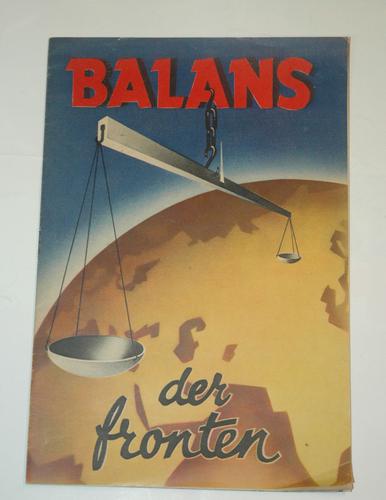 BALANS
der
fronten